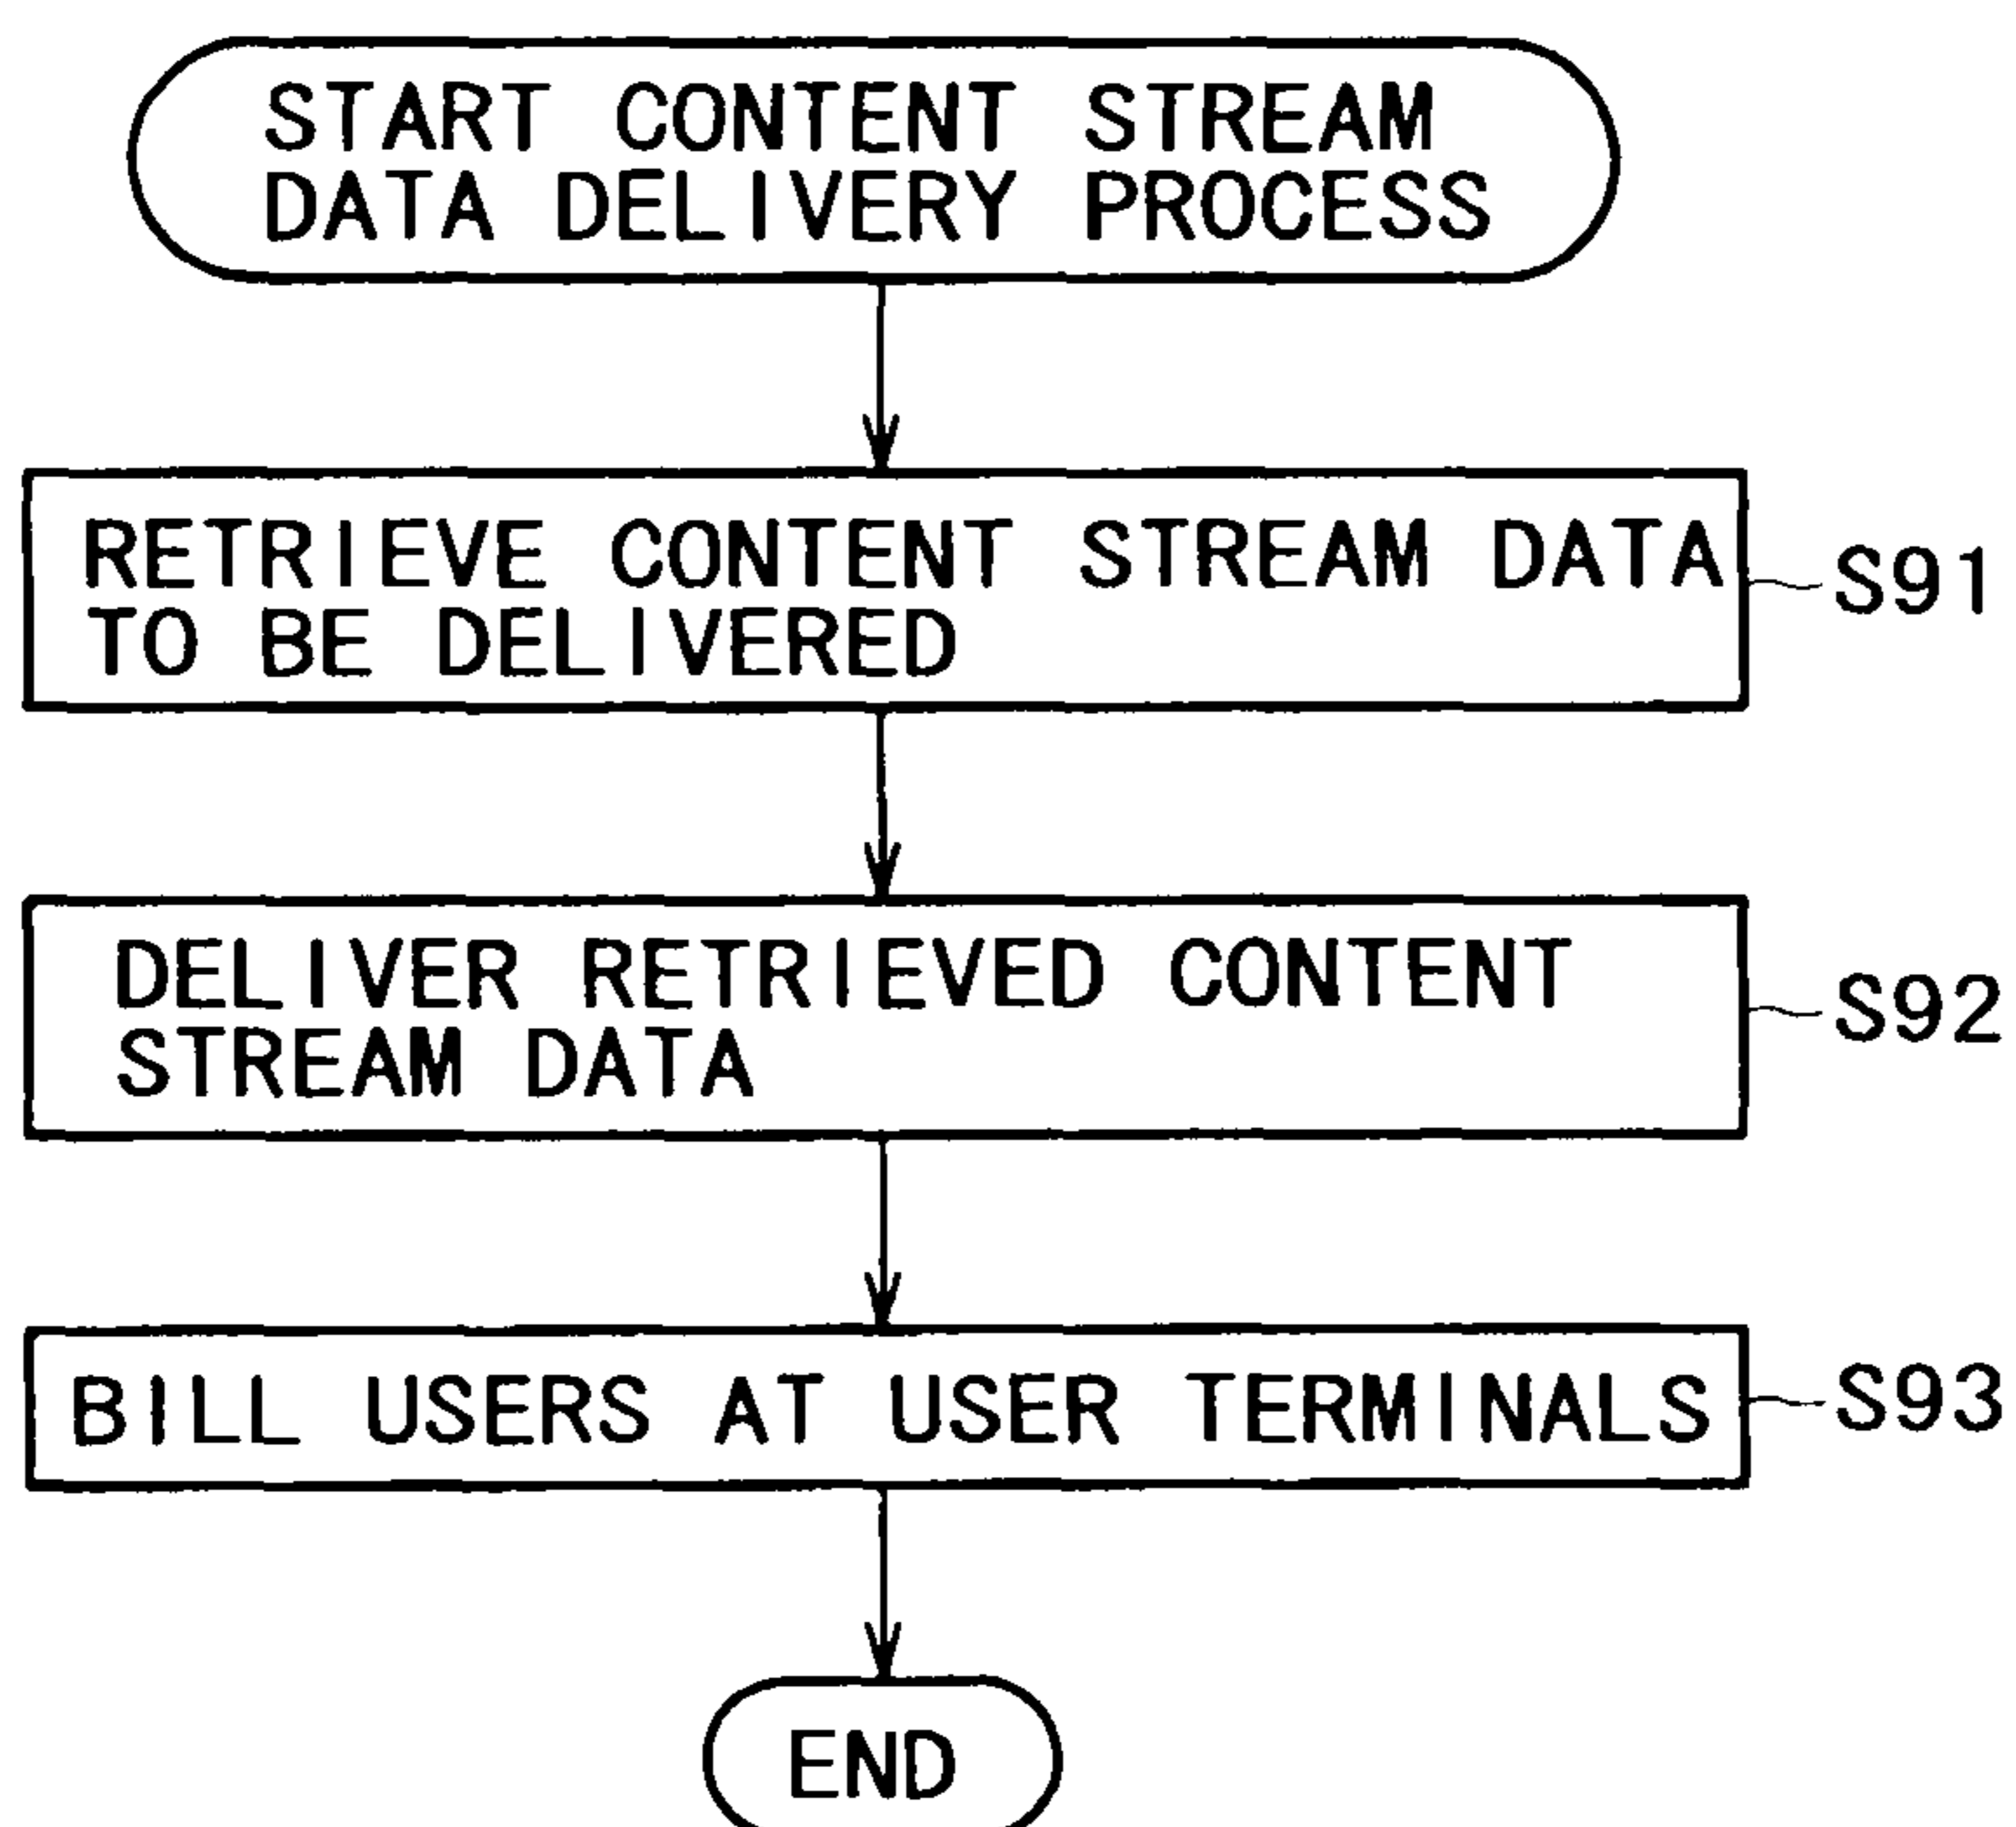 START CONTENT STREAM
DATA DELIVERY PROCESS
RETRIEVE CONTENT STREAM DATA
TO BE DELIVERED
S91
DELIVER RETRIEVED CONTENT
STREAM DATA
S92
BILL USERS AT USER TERMINALS
S93
END